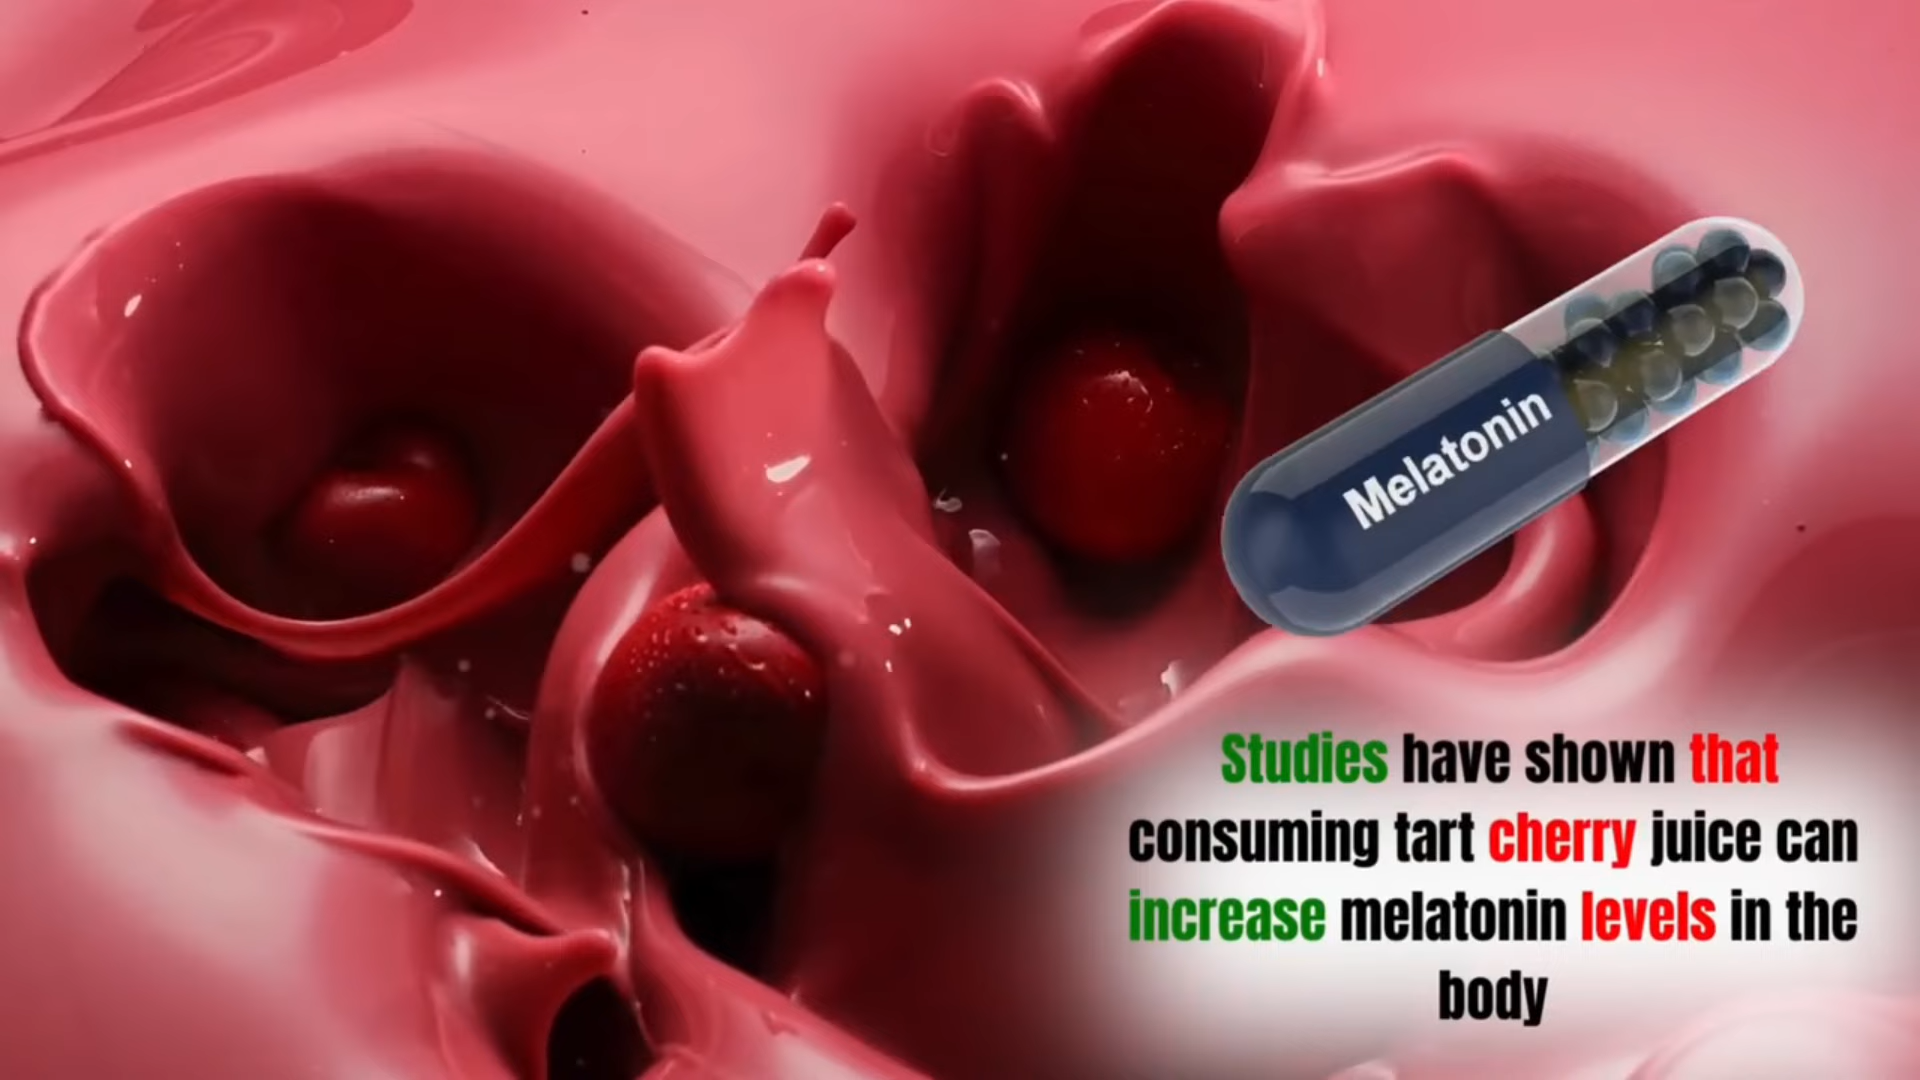 Melatonin
Studies have shown that
consuming tart cherry juice can
increase melatonin levels in the
body